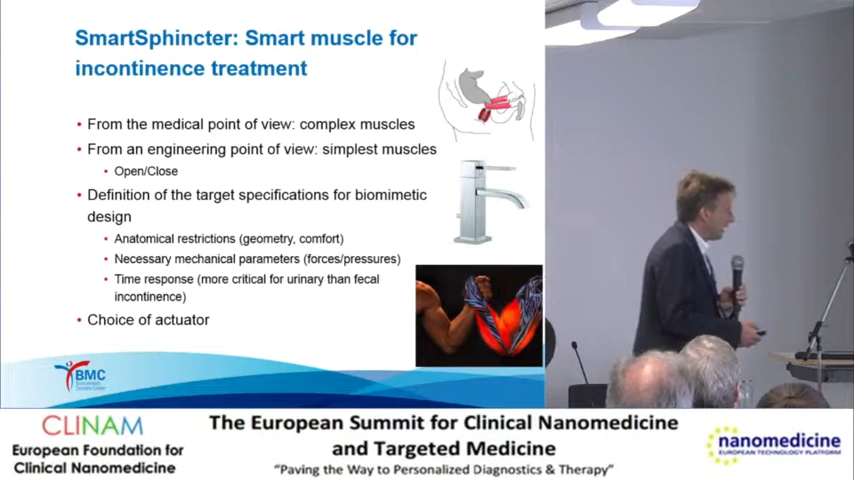 SmartSphincter: Smart muscle for
incontinence treatment
• From the medical point of view: complex muscles
• From an engineering point of view: simplest muscles
• Open/Close
• Definition of the target specifications for biomimetic
design
• Anatomical restrictions (geometry, comfort)
• Necessary mechanical parameters (forces/pressures)
• Time response (more critical for urinary than fecal
incontinence)
• Choice of actuator
BMC
CLINAM
European Foundation for
Clinical Nanomedicine
The European Summit for Clinical Nanomedicine
and Targeted Medicine
“Paving the Way to Personalized Diagnostics & Therapy”
nanomedicine
EUROPEAN TECHNOLOGY PLATFORM